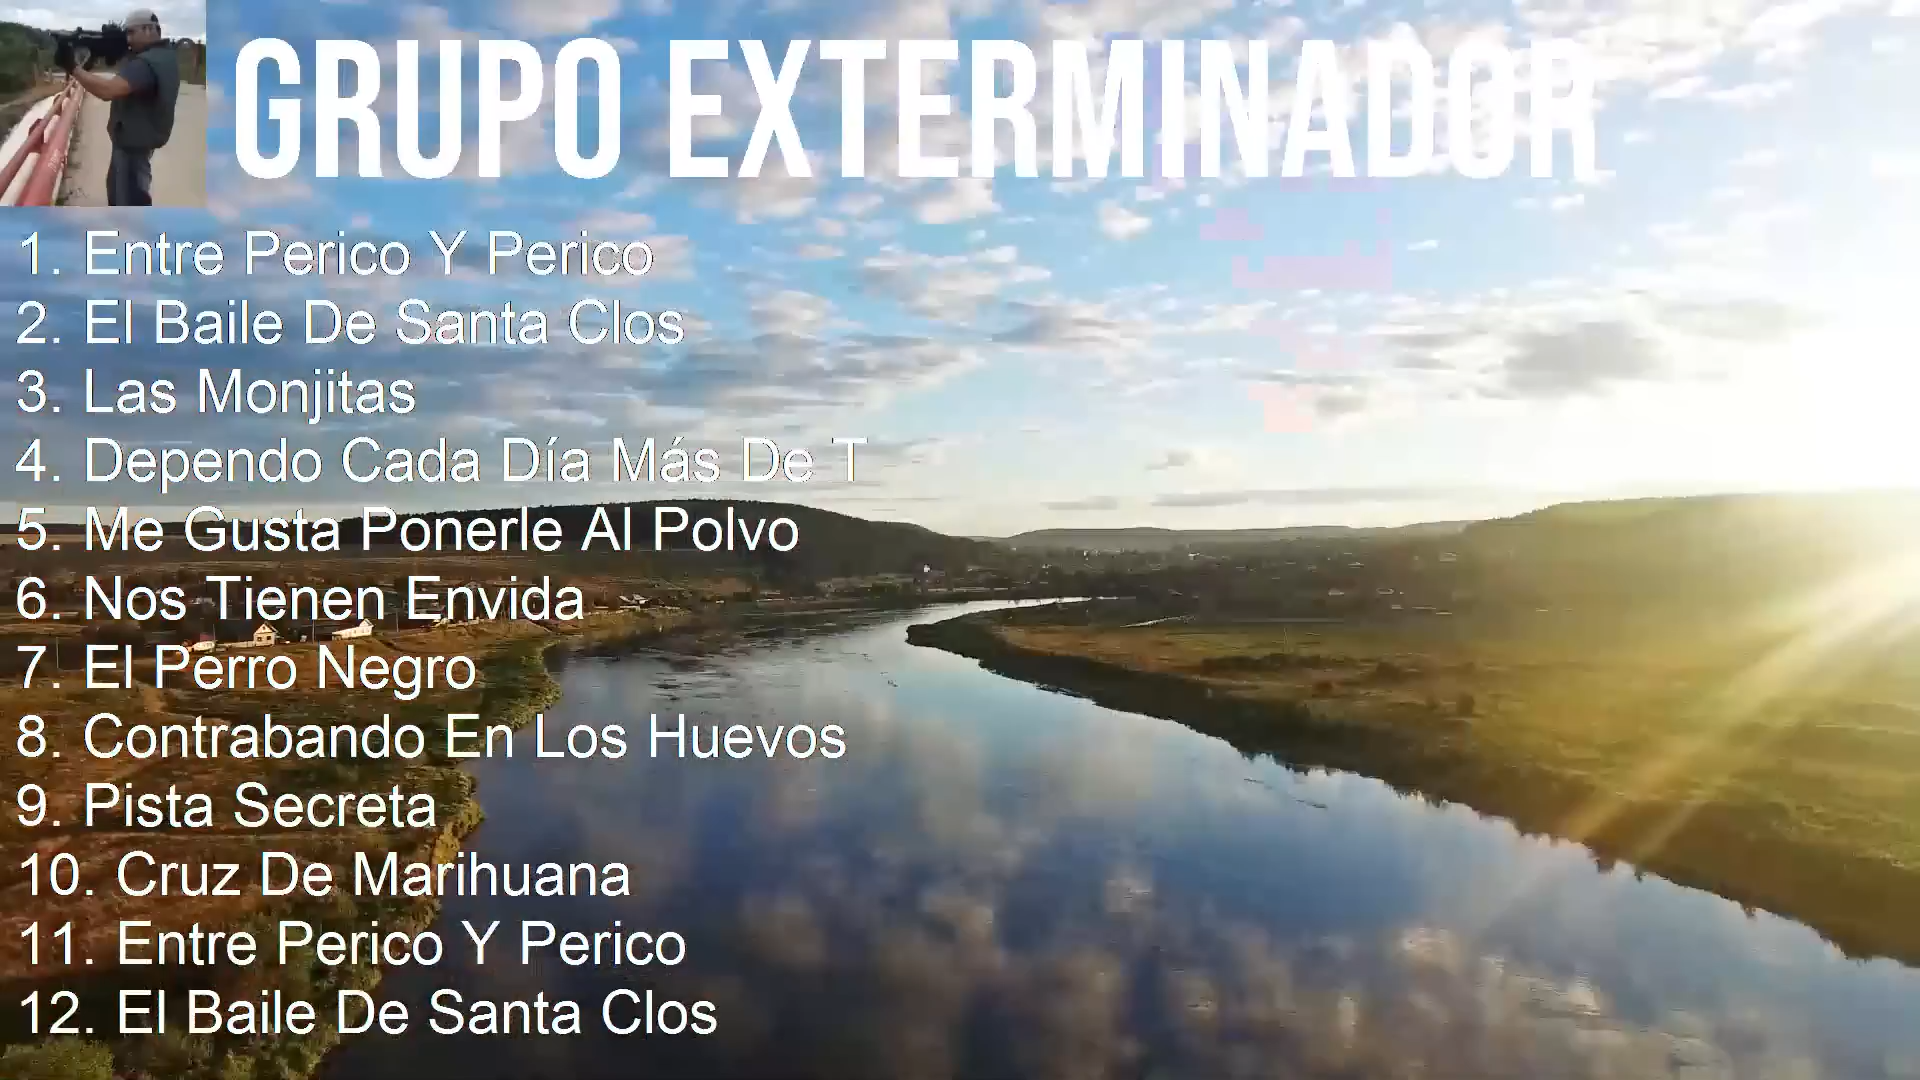 GRUPO EXTERMINADOR
1. Entre Perico Y Perico
2. El Baile De Santa Clos
3. Las Monjitas
4. Dependo Cada Día Más De T
5. Me Gusta Ponerle Al Polvo
6. Nos Tienen Envida
7. El Perro Negro
8. Contrabando En Los Huevos
9. Pista Secreta
10. Cruz De Marihuana
11. Entre Perico Y Perico
12. El Baile De Santa Clos